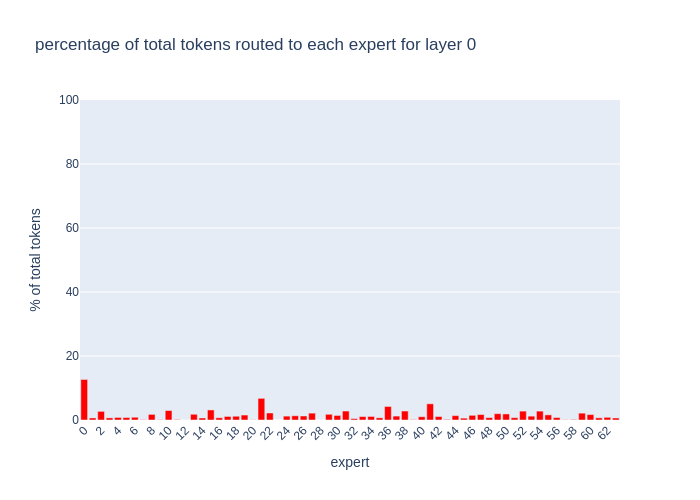 percentage of total tokens routed to each expert for layer 0
100
80
60
40
20
0
% of total tokens
0 2 4 6 8 10 12 14 16 18 20 22 24 26 28 30 32 34 36 38 40 42 44 46 48 50 52 54 56 58 60 62
expert